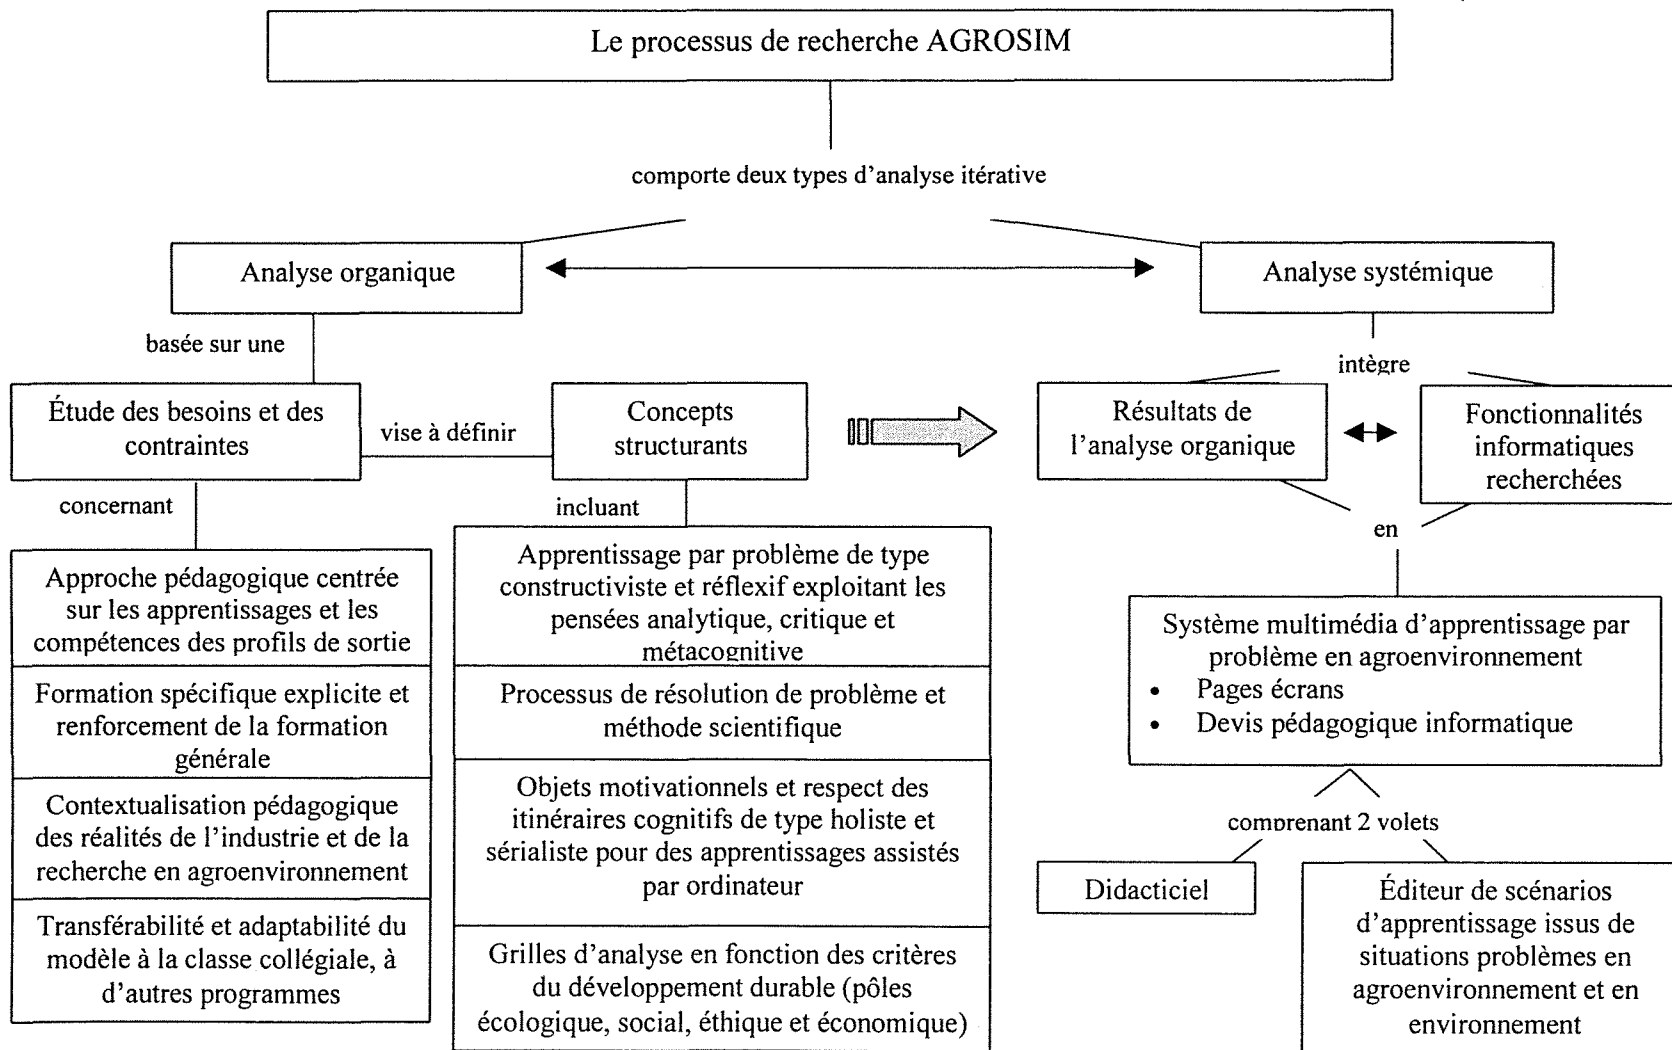 Le processus de recherche AGROSIM
comporte deux types d'analyse itérative
Analyse organique
Analyse systémique
basée sur une
intègre
Étude des besoins et des
contraintes
vise à définir
Concepts
structurants
Résultats de
l'analyse organique
Fonctionnalités
informatiques
recherchées
concernant
incluant
en
Approche pédagogique centrée
sur les apprentissages et les
compétences des profils de sortie
Formation spécifique explicite et
renforcement de la formation
générale
Contextualisation pédagogique
des réalités de l'industrie et de la
recherche en agroenvironnement
Transférabilité et adaptabilité du
modèle à la classe collégiale, à
d'autres programmes
Apprentissage par problème de type
constructiviste et réflexif exploitant les
pensées analytique, critique et
métacognitive
Processus de résolution de problème et
méthode scientifique
Objets motivationnels et respect des
itinéraires cognitifs de type holiste et
sérialiste pour des apprentissages assistés
par ordinateur
Grilles d'analyse en fonction des critères
du développement durable (pôles
écologique, social, éthique et économique)
Système multimédia d'apprentissage par
problème en agroenvironnement
• Pages écrans
• Devis pédagogique informatique
comprenant 2 volets
Didacticiel
Éditeur de scénarios
d'apprentissage issus de
situations problèmes en
agroenvironnement et en
environnement